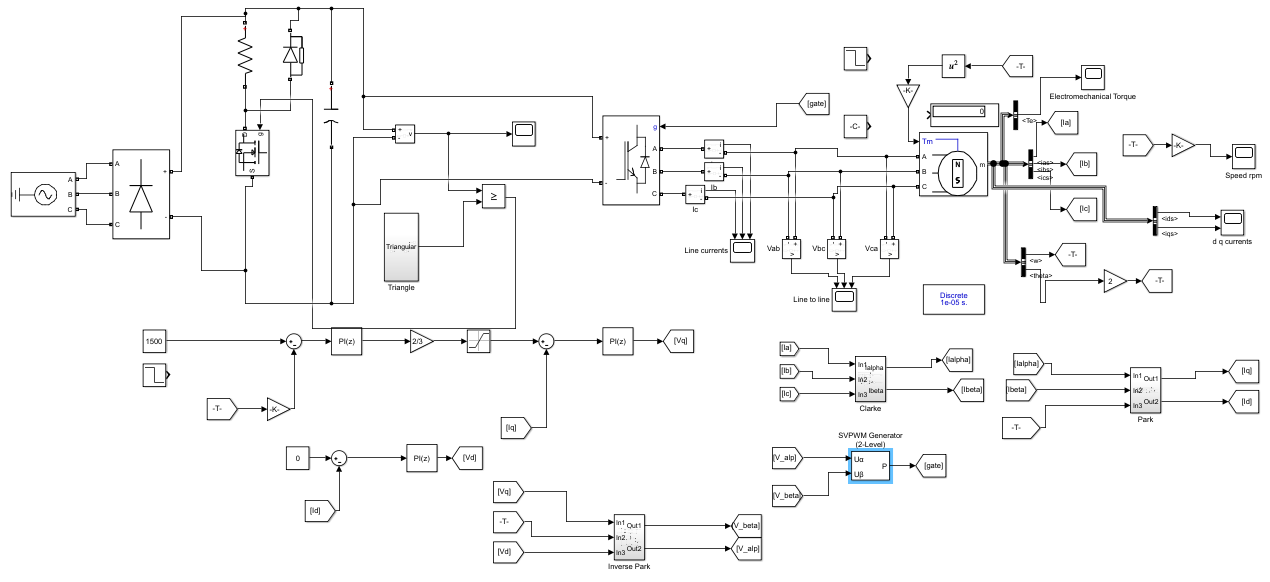 u²
-T-
Electromechanical Torque
-K-
[gate]
0
<Te>
[Ia]
-C-
+
-
v
g
A
B
C
+
-
i
Ib
Ic
Tm
A
B
C
N
S
m
<ias>
<ibs>
<ics>
[Ib]
[Ic]
-T-
-K-
Speed rpm
<ids>
<iqs>
d q currents
A
B
C
A
B
C
+
-
g
D
S
≥
Triangular
Triangle
Line currents
Vab
Vbc
Vca
Line to line
<w>
-T-
<theta>
2
-T-
Discrete
1e-05 s.
1500
PI(z)
2/3
PI(z)
[Vq]
-T-
-K-
[Iq]
0
PI(z)
[Vd]
[Id]
[Ia]
[Ib]
[Ic]
In1
In2
In3
Ialpha
Ibeta
Clarke
[Ialpha]
[Ibeta]
[Ialpha]
[Ibeta]
-T-
In1
In2
In3
Out1
Out2
Park
[Iq]
[Id]
SVPWM Generator
(2-Level)
[V_alp]
[V_beta]
Uα
Uβ
P
[gate]
[Vq]
-T-
[Vd]
In1
In2
In3
Out1
Out2
Inverse Park
[V_beta]
[V_alp]